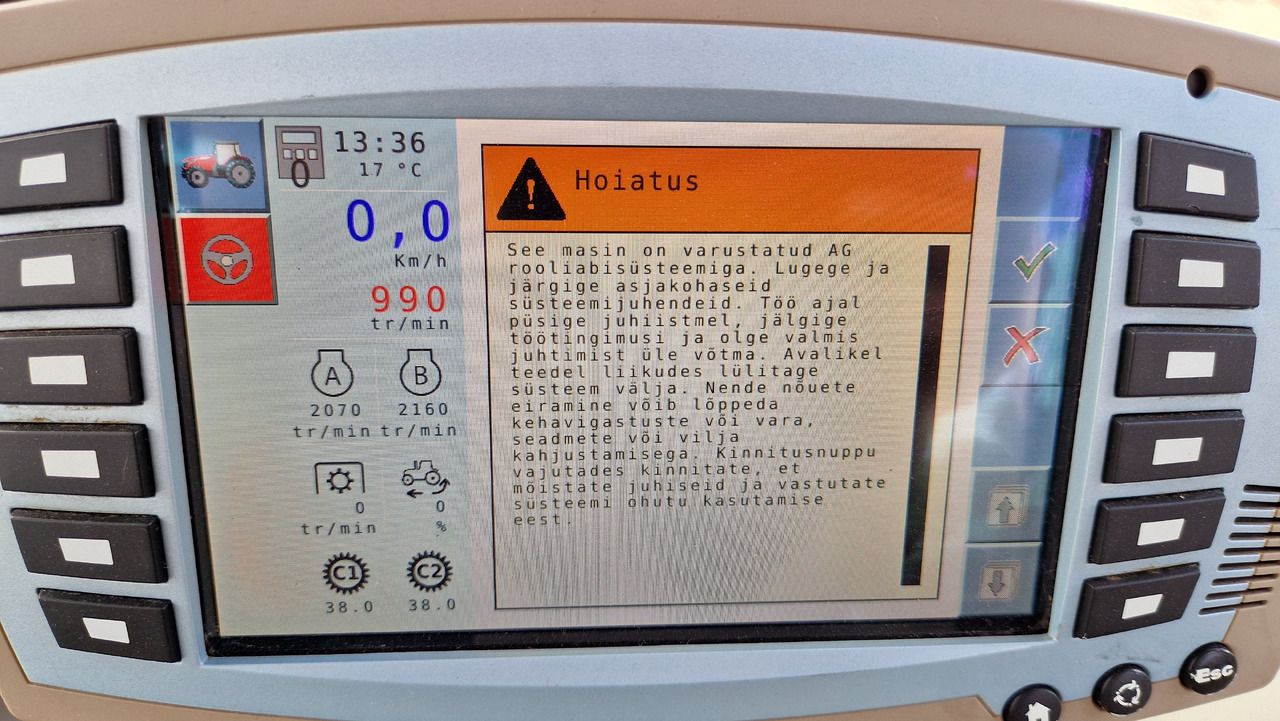 0
13:36
17 °C
0,0
Km/h
990
tr/min
A
B
2070
2160
tr/min
tr/min
0
tr/min
0
%
C1
C2
38.0
38.0
Hoiatus
See masin on varustatud AG
rooliabisüsteemiga. Lugege ja
järgige asjakohaseid
süsteemijuhendeid. Töö ajal
püsige juhiistmel, jälgige
töötingimusi ja olge valmis
juhtimist üle võtma. Avalikel
teedel liikudes lülitage
süsteem välja. Nende nõuete
eiramine võib lõppeda
kehavigastuste või vara,
seadmete või vilja
kahjustamisega. Kinnitusnuppu
vajutades kinnitate, et
mõistate juhiseid ja vastutate
süsteemi ohutu kasutamise
eest.
Esc